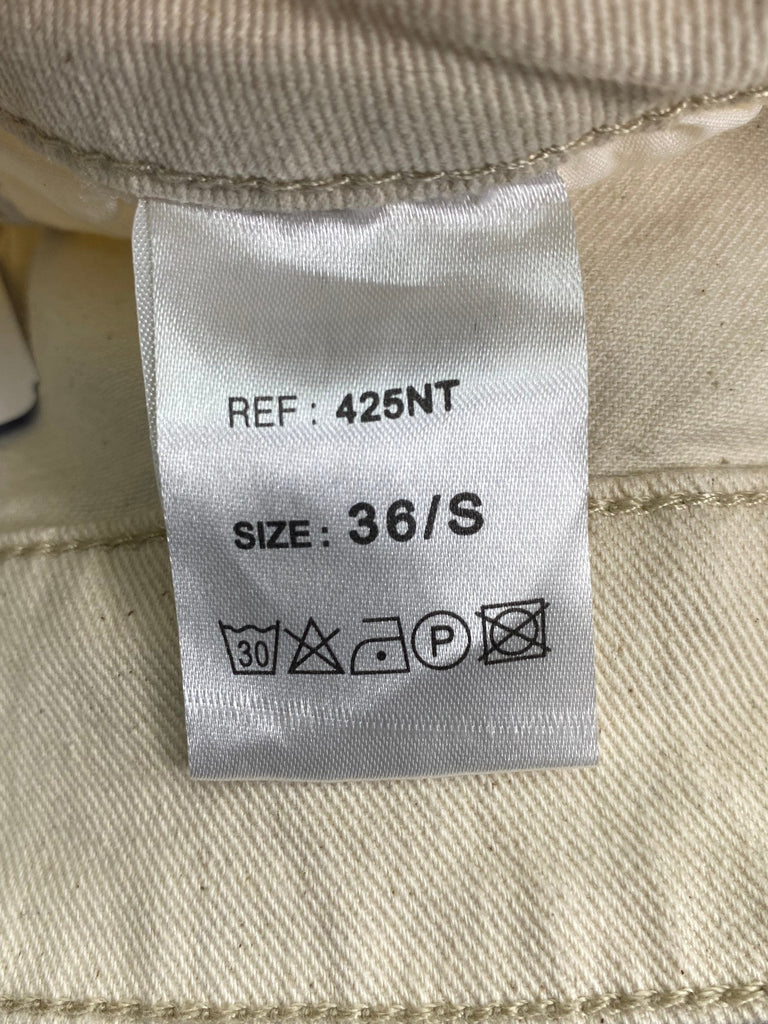 REF : 425NT
SIZE : 36/S
30 P